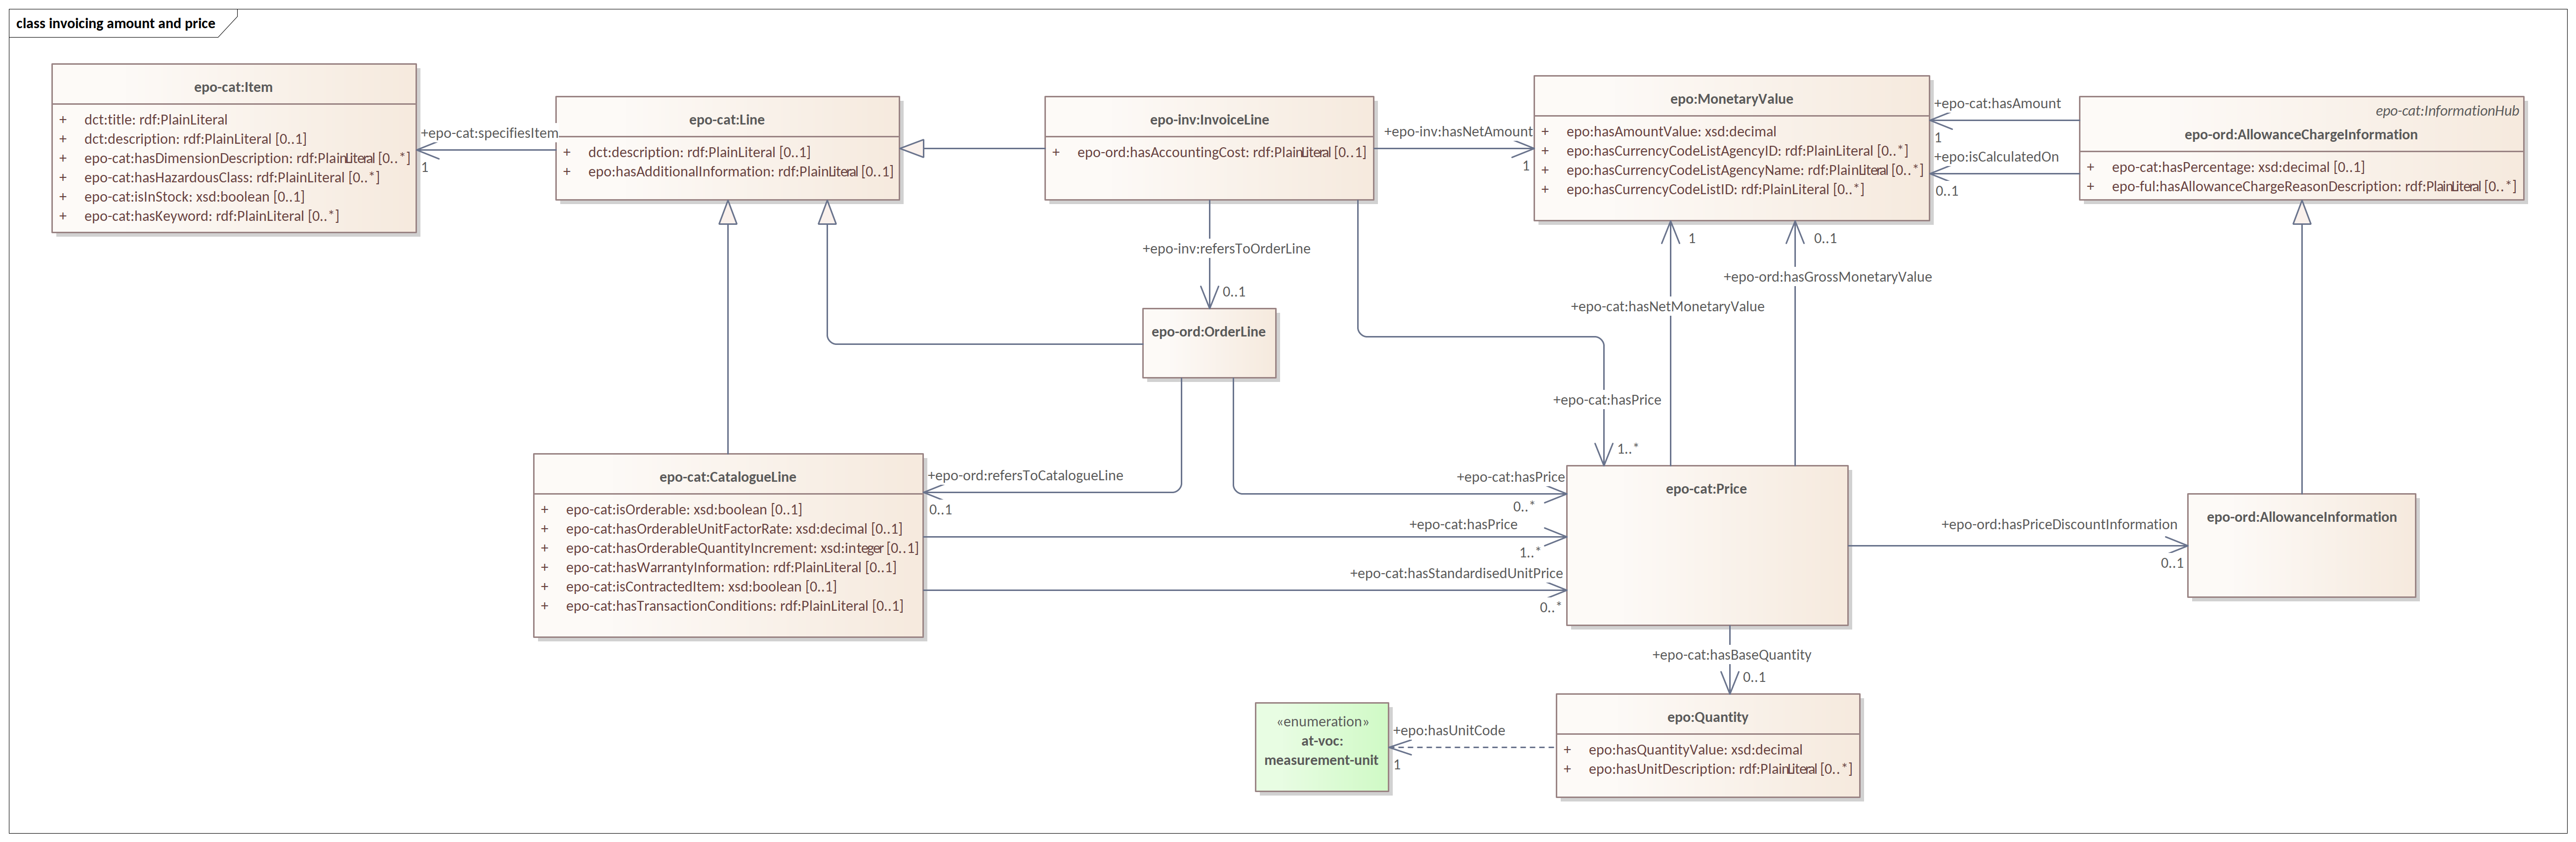 class invoicing amount and price
epo-cat:Item
+ dct:title: rdf:PlainLiteral
+ dct:description: rdf:PlainLiteral [0..1]
+ epo-cat:hasDimensionDescription: rdf:PlainLiteral [0..*]
+ epo-cat:hasHazardousClass: rdf:PlainLiteral [0..*]
+ epo-cat:isInStock: xsd:boolean [0..1]
+ epo-cat:hasKeyword: rdf:PlainLiteral [0..*]
+epo-cat:specifiesItem
1
epo-cat:Line
+ dct:description: rdf:PlainLiteral [0..1]
+ epo:hasAdditionalInformation: rdf:PlainLiteral [0..1]
epo-inv:InvoiceLine
+ epo-ord:hasAccountingCost: rdf:PlainLiteral [0..1]
+epo-inv:hasNetAmount
1
epo:MonetaryValue
+ epo:hasAmountValue: xsd:decimal
+ epo:hasCurrencyCodeListAgencyID: rdf:PlainLiteral [0..*]
+ epo:hasCurrencyCodeListAgencyName: rdf:PlainLiteral [0..*]
+ epo:hasCurrencyCodeListID: rdf:PlainLiteral [0..*]
+epo-cat:hasAmount
1
+epo:isCalculatedOn
0..1
epo-cat:InformationHub
epo-ord:AllowanceChargeInformation
+ epo-cat:hasPercentage: xsd:decimal [0..1]
+ epo-ful:hasAllowanceChargeReasonDescription: rdf:PlainLiteral [0..*]
+epo-inv:refersToOrderLine
0..1
1
0..1
+epo-ord:hasGrossMonetaryValue
+epo-cat:hasNetMonetaryValue
epo-ord:OrderLine
+epo-cat:hasPrice
1..*
epo-cat:CatalogueLine
+ epo-cat:isOrderable: xsd:boolean [0..1]
+ epo-cat:hasOrderableUnitFactorRate: xsd:decimal [0..1]
+ epo-cat:hasOrderableQuantityIncrement: xsd:integer [0..1]
+ epo-cat:hasWarrantyInformation: rdf:PlainLiteral [0..1]
+ epo-cat:isContractedItem: xsd:boolean [0..1]
+ epo-cat:hasTransactionConditions: rdf:PlainLiteral [0..1]
+epo-ord:refersToCatalogueLine
0..1
+epo-cat:hasPrice
0..*
+epo-cat:hasPrice
1..*
+epo-cat:hasStandardisedUnitPrice
0..*
epo-cat:Price
+epo-ord:hasPriceDiscountInformation
0..1
epo-ord:AllowanceInformation
+epo-cat:hasBaseQuantity
0..1
«enumeration»
at-voc:
measurement-unit
+epo:hasUnitCode
1
epo:Quantity
+ epo:hasQuantityValue: xsd:decimal
+ epo:hasUnitDescription: rdf:PlainLiteral [0..*]